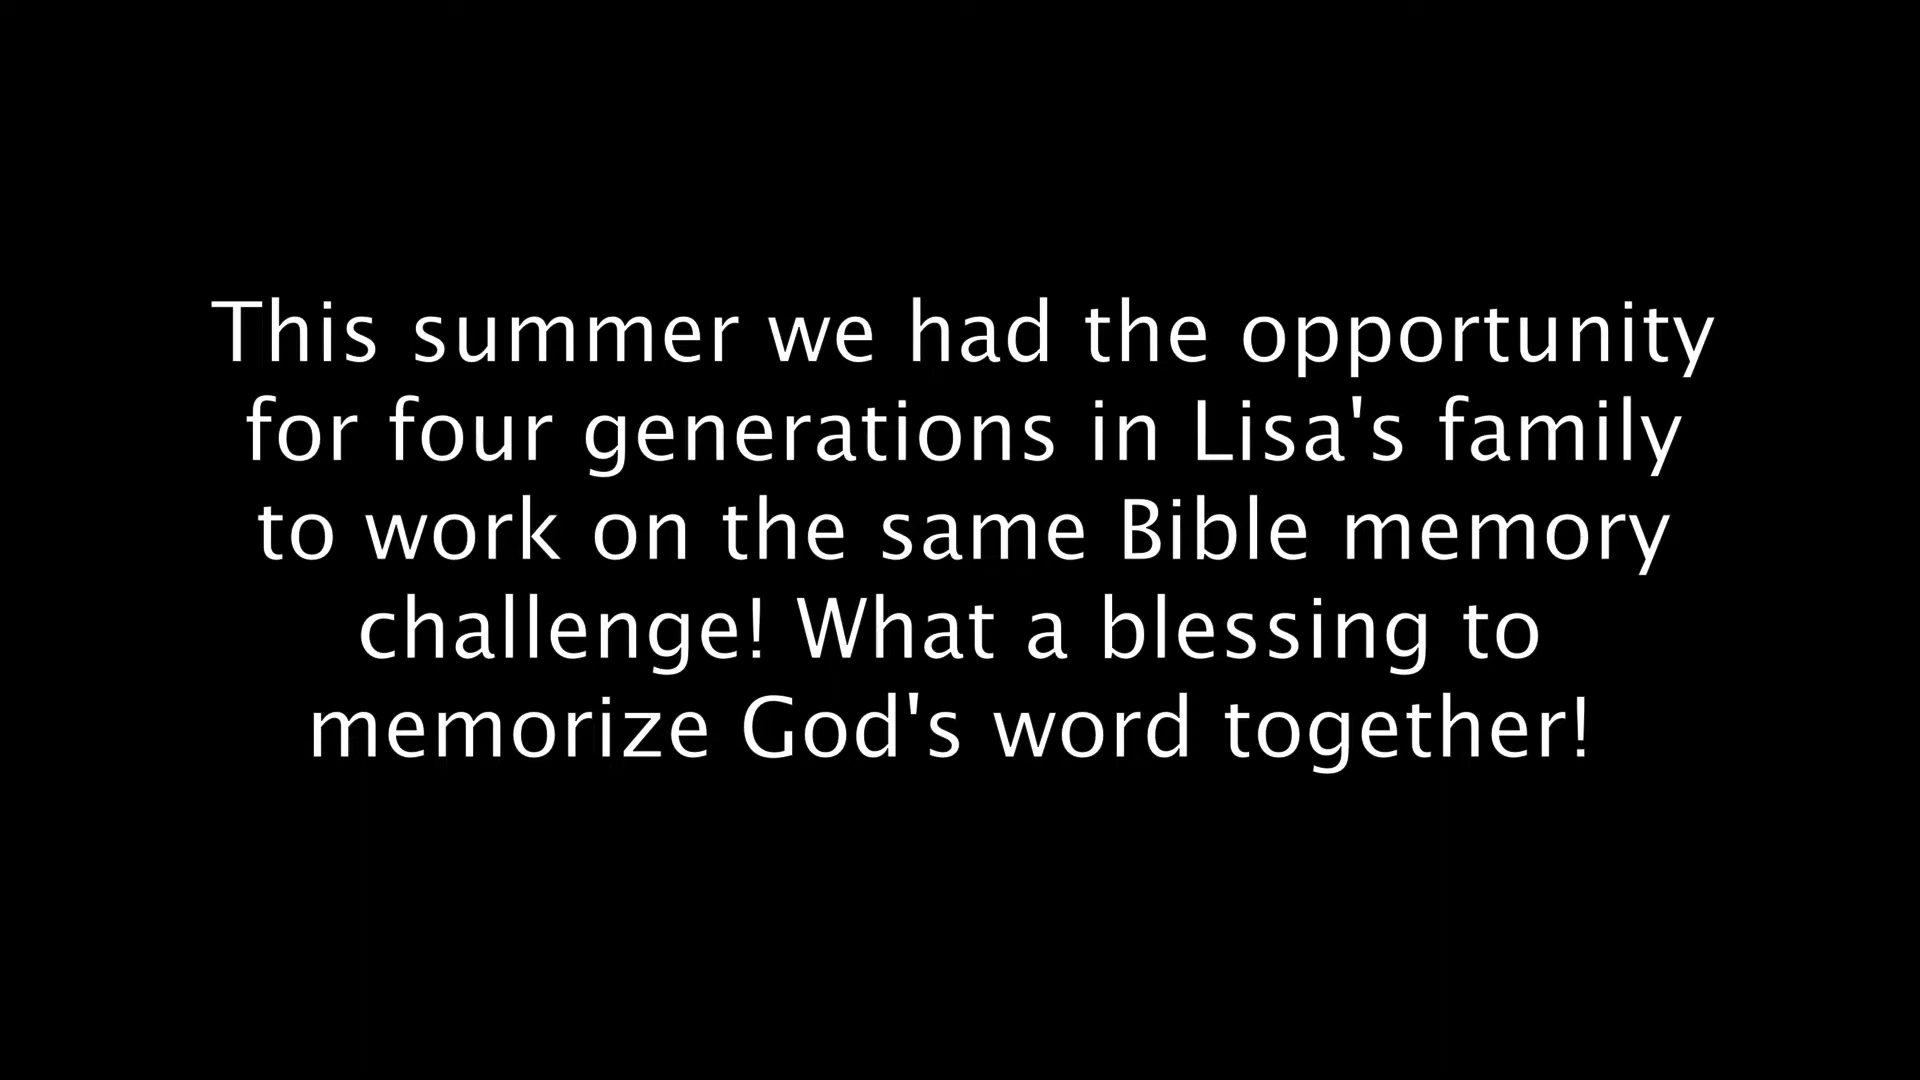 This summer we had the opportunity
for four generations in Lisa's family
to work on the same Bible memory
challenge! What a blessing to
memorize God's word together!